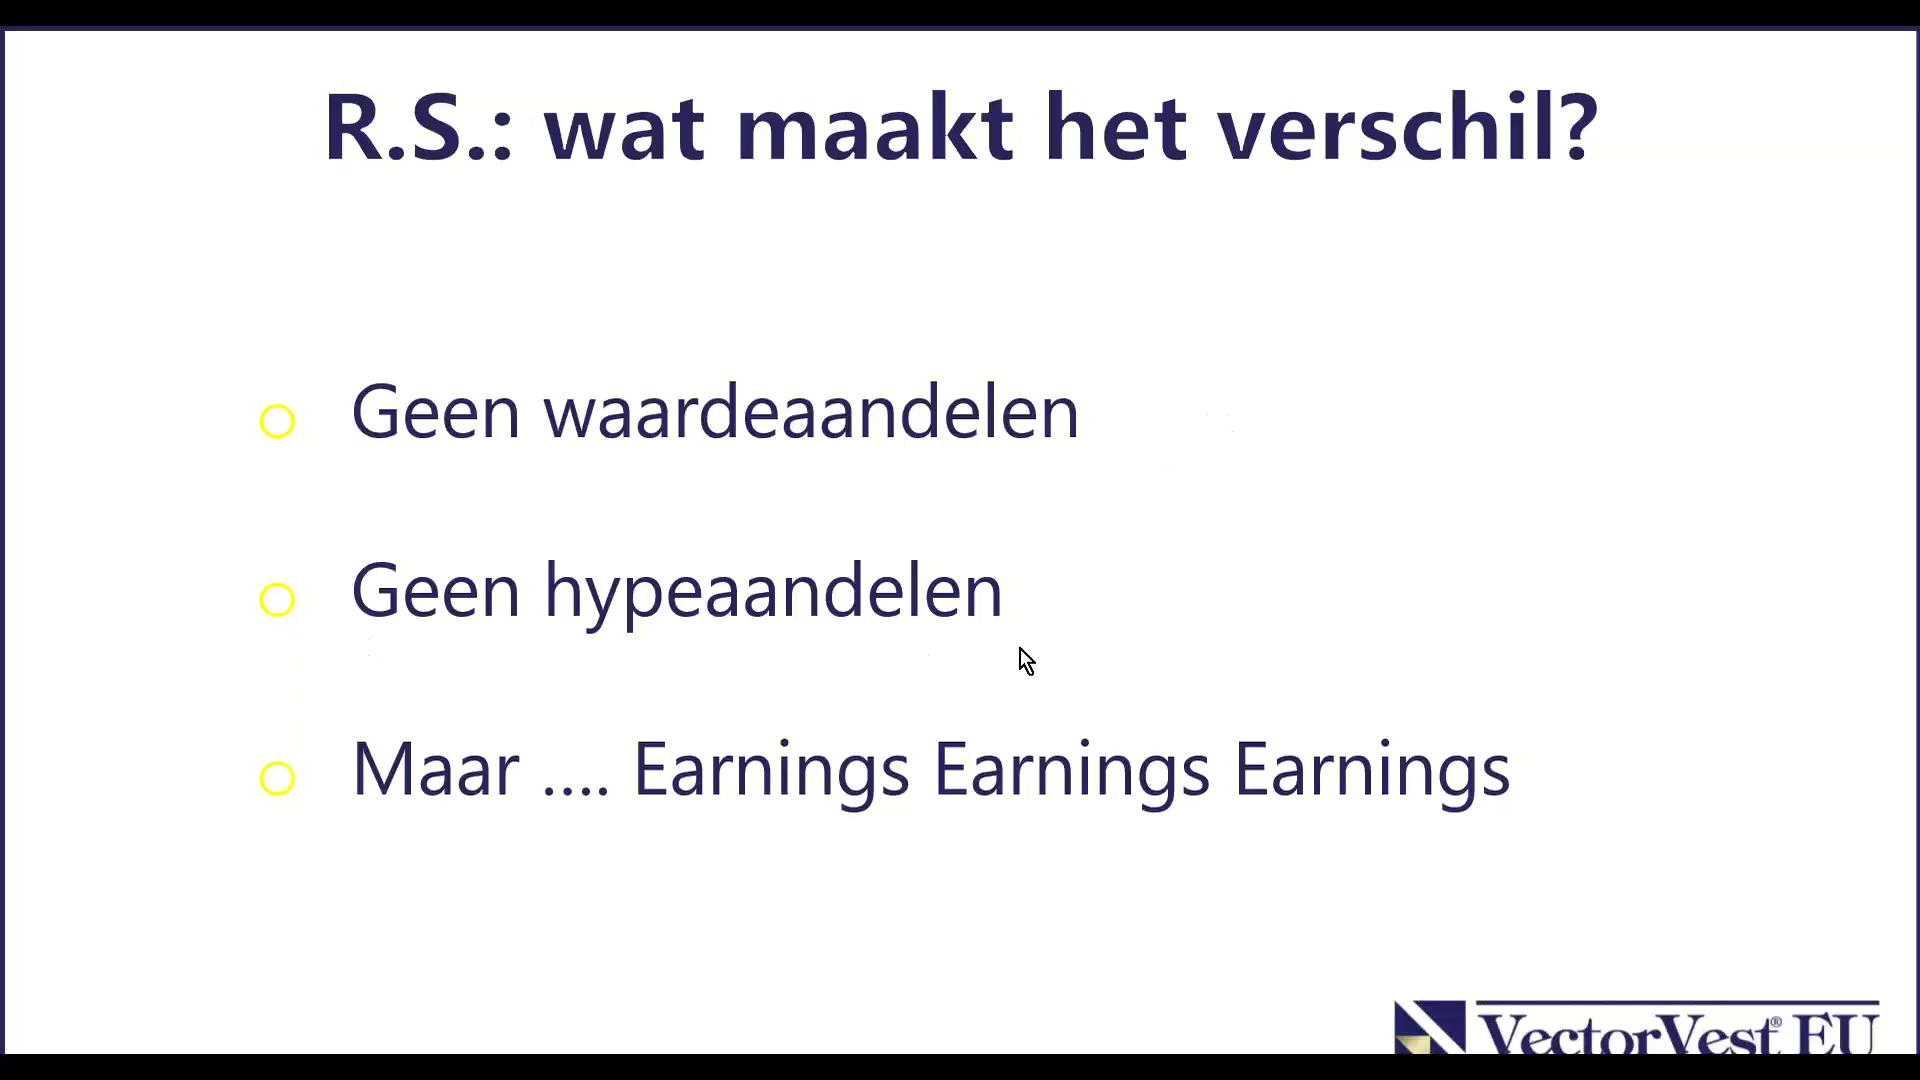 R.S.: wat maakt het verschil?
Geen waardeaandelen
Geen hypeaandelen
Maar .... Earnings Earnings Earnings
VectorVest® EU